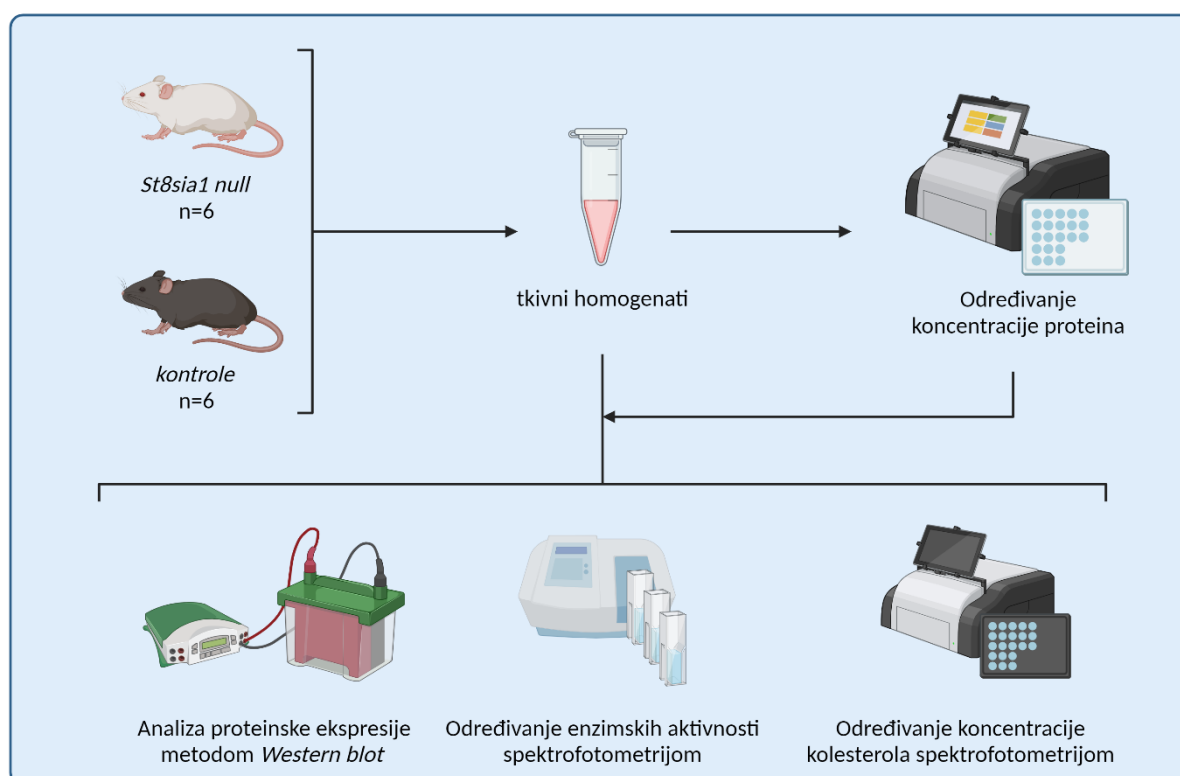 St8sia1 null
n=6
kontrole
n=6
tkivni homogenati
Određivanje
koncentracije proteina
Analiza proteinske ekspresije
metodom Western blot
Određivanje enzimskih aktivnosti
spektrofotometrijom
Određivanje koncentracije
kolesterola spektrofotometrijom